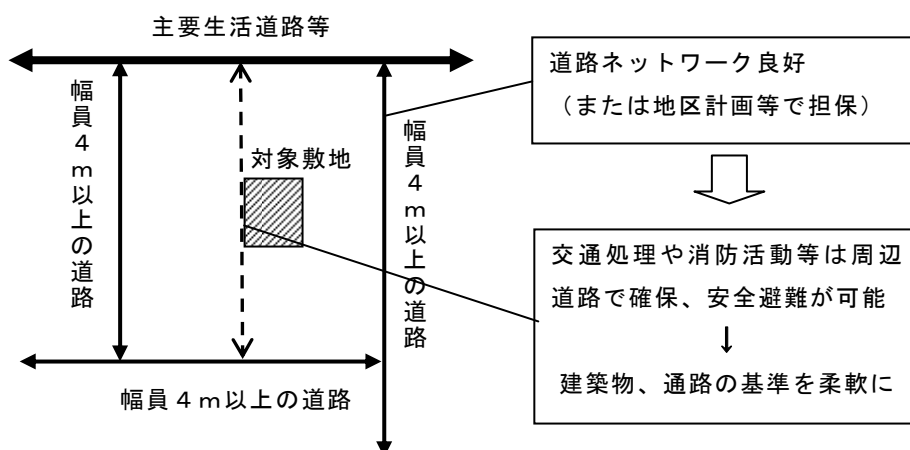 主要生活道路等
幅員４ｍ以上の道路
対象敷地
幅員４ｍ以上の道路
幅員４ｍ以上の道路
道路ネットワーク良好
（または地区計画等で担保）
交通処理や消防活動等は周辺
道路で確保、安全避難が可能
↓
建築物、通路の基準を柔軟に